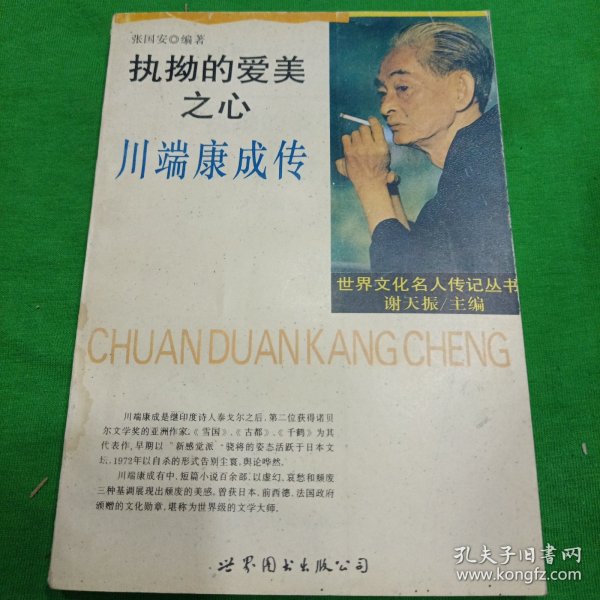 张国安◎编著
执拗的爱美
之心
川端康成传
世界文化名人传记丛书
谢天振/主编
CHUANDUANKANGCHENG
川端康成是继印度诗人泰戈尔之后,第二位获得诺贝
尔文学奖的亚洲作家。《雪国》、《古都》、《千鹤》为其
代表作,早期以“新感觉派”骁将的姿态活跃于日本文
坛,1972年以自杀的形式告别尘寰,舆论哗然。
川端康成有中、短篇小说百余部,以虚幻、哀愁和颓废
三种基调展现出颓废的美感。曾获日本、前西德、法国政府
颁赠的文化勋章,堪称为世界级的文学大师。
世界图书出版公司
孔夫子旧书网
www.kongfz.com